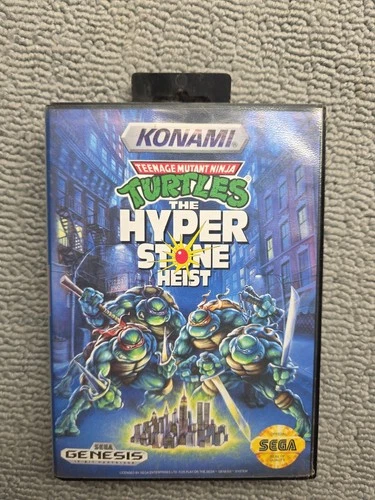 KONAMI
TEENAGE MUTANT NINJA
TURTLES
THE
HYPER
STONE
HEIST
SEGA
GENESIS
SEGA